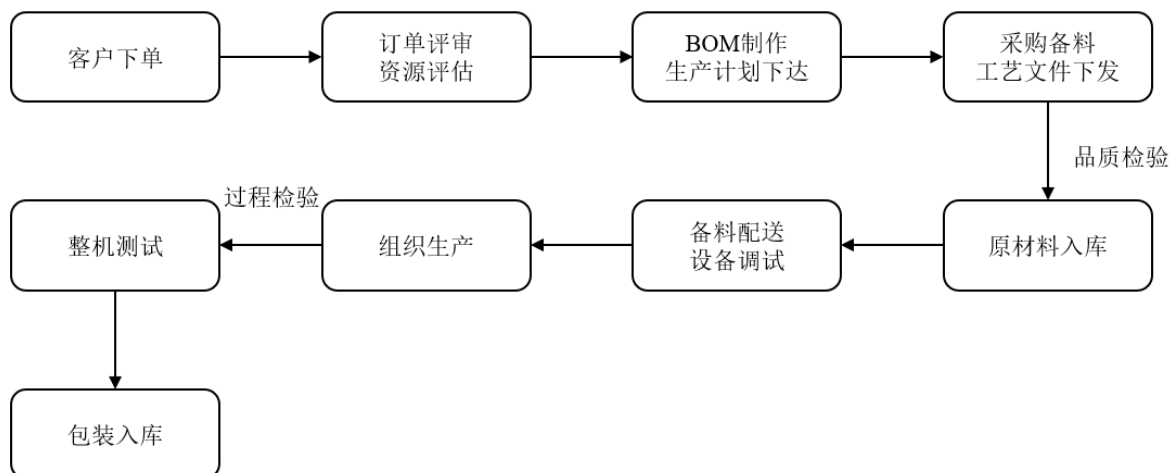 客户下单
订单评审
资源评估
BOM制作
生产计划下达
采购备料
工艺文件下发
品质检验
过程检验
整机测试
组织生产
备料配送
设备调试
原材料入库
包装入库